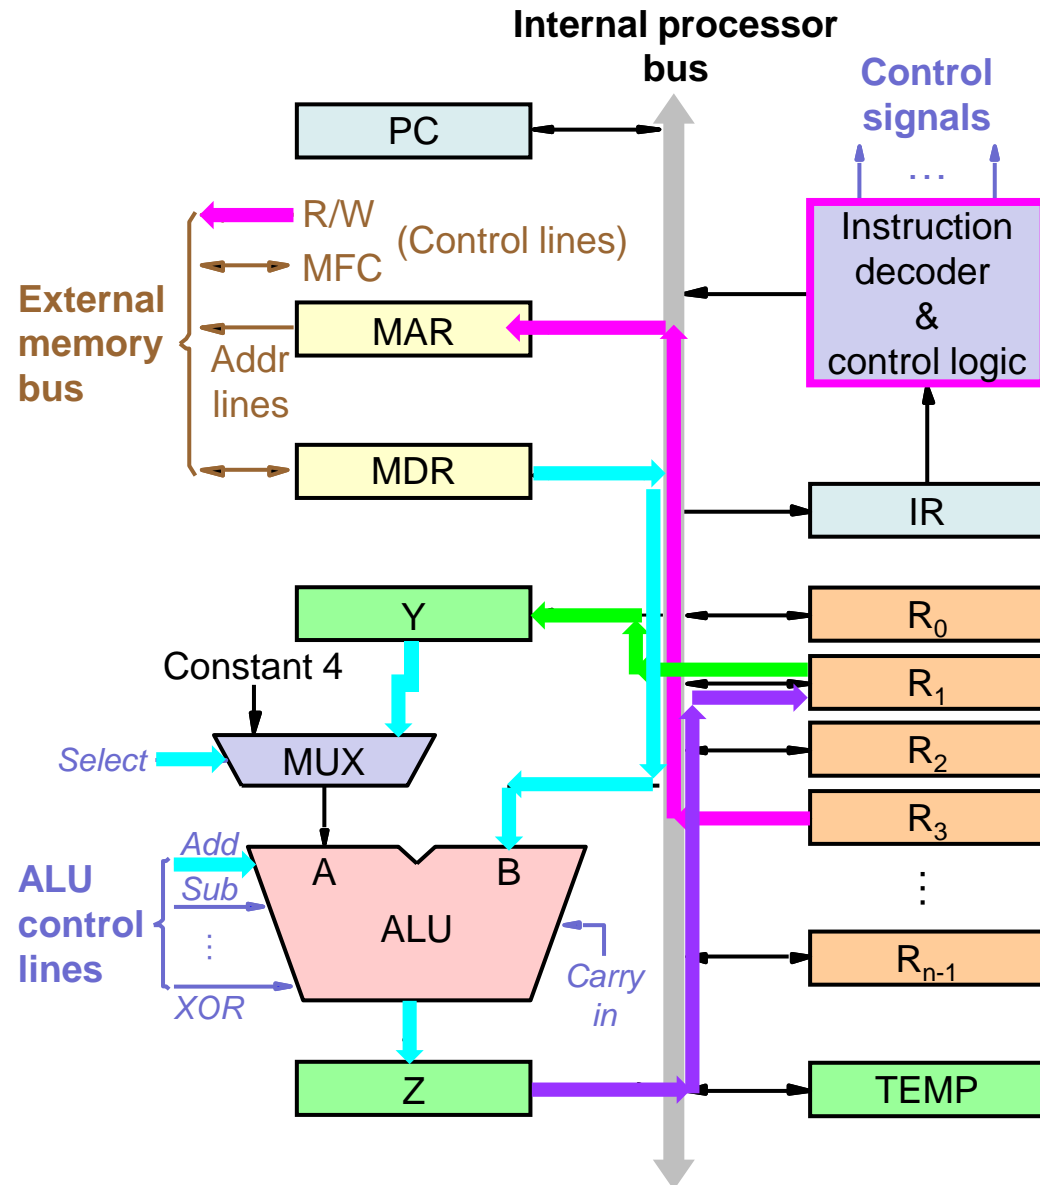 Internal processor
bus
Control
signals
...
PC
R/W
(Control lines)
MFC
Instruction
decoder
&
control logic
External
memory
bus
MAR
Addr
lines
MDR
IR
Y
R0
Constant 4
R1
Select
MUX
R2
R3
Add
A
B
ALU
control
lines
Sub
⋮
ALU
⋮
XOR
Carry
in
Rn-1
Z
TEMP